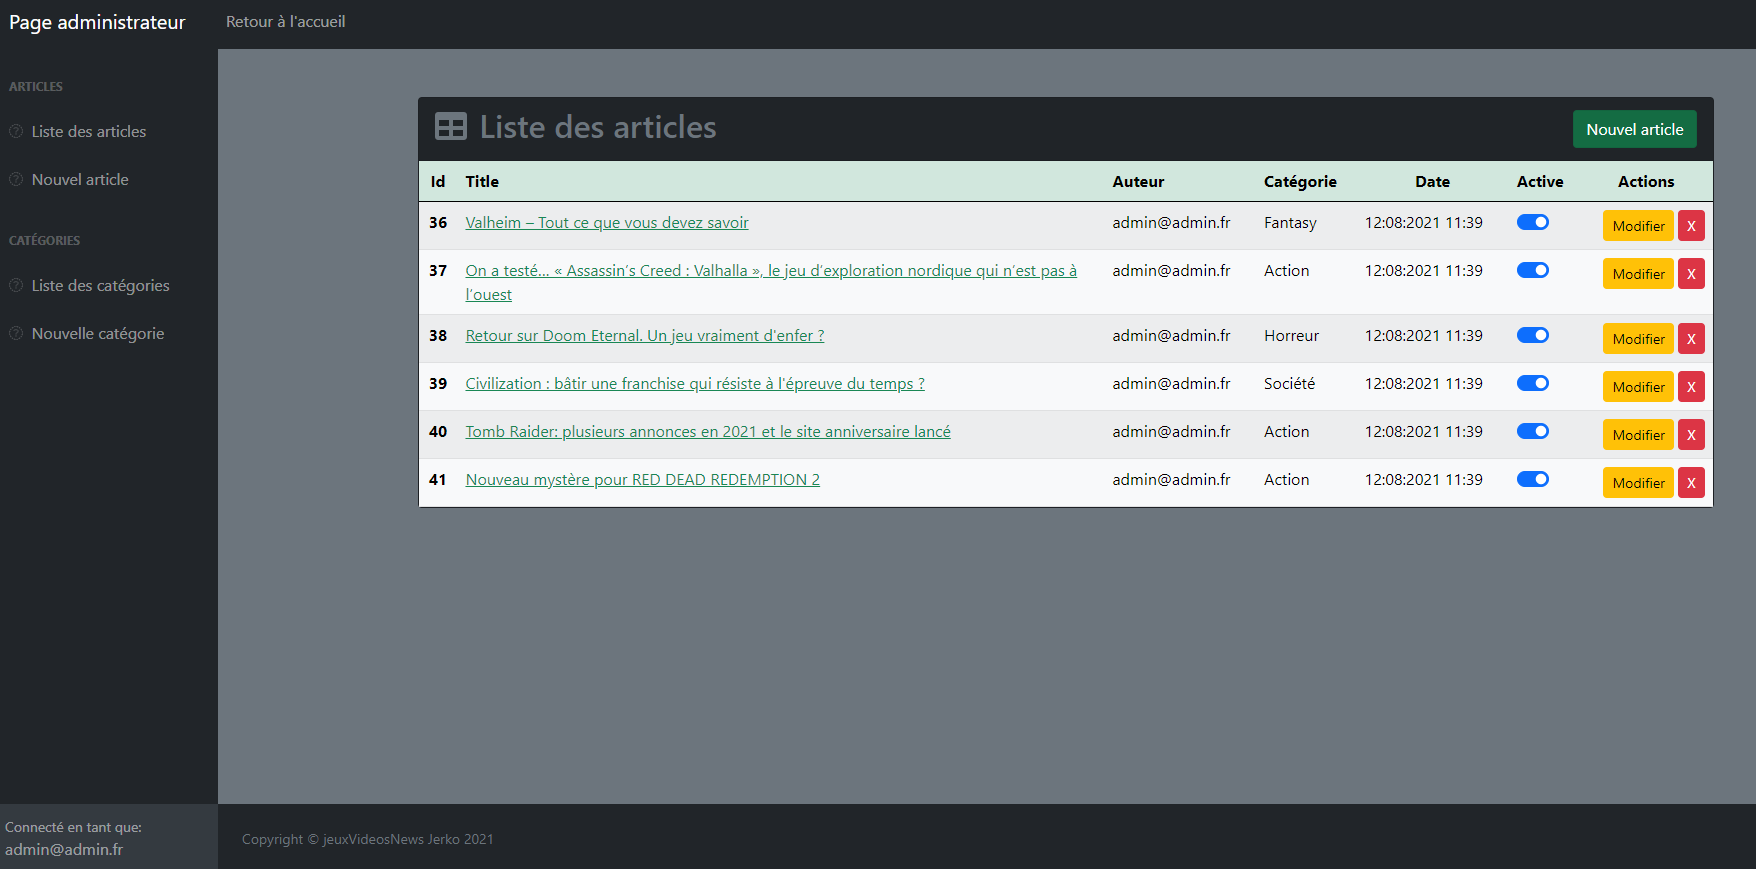 Page administrateur
Retour à l'accueil
ARTICLES
Liste des articles
Nouvel article
CATÉGORIES
Liste des catégories
Nouvelle catégorie
Connecté en tant que:
admin@admin.fr
Liste des articles
Nouvel article
Id Title Auteur Catégorie Date Active Actions
36 Valheim – Tout ce que vous devez savoir admin@admin.fr Fantasy 12:08:2021 11:39 Modifier X
37 On a testé… « Assassin’s Creed : Valhalla », le jeu d’exploration nordique qui n’est pas à admin@admin.fr Action 12:08:2021 11:39 Modifier X
l’ouest
38 Retour sur Doom Eternal. Un jeu vraiment d'enfer ? admin@admin.fr Horreur 12:08:2021 11:39 Modifier X
39 Civilization : bâtir une franchise qui résiste à l'épreuve du temps ? admin@admin.fr Société 12:08:2021 11:39 Modifier X
40 Tomb Raider: plusieurs annonces en 2021 et le site anniversaire lancé admin@admin.fr Action 12:08:2021 11:39 Modifier X
41 Nouveau mystère pour RED DEAD REDEMPTION 2 admin@admin.fr Action 12:08:2021 11:39 Modifier X
Copyright © jeuxVideosNews Jerko 2021